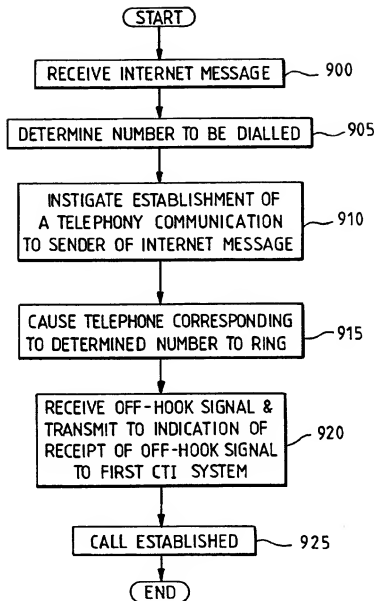 START
RECEIVE INTERNET MESSAGE
900
DETERMINE NUMBER TO BE DIALLED
905
INSTIGATE ESTABLISHMENT OF
A TELEPHONY COMMUNICATION
TO SENDER OF INTERNET MESSAGE
910
CAUSE TELEPHONE CORRESPONDING
TO DETERMINED NUMBER TO RING
915
RECEIVE OFF-HOOK SIGNAL &
TRANSMIT TO INDICATION OF
RECEIPT OF OFF-HOOK SIGNAL
TO FIRST CTI SYSTEM
920
CALL ESTABLISHED
925
END